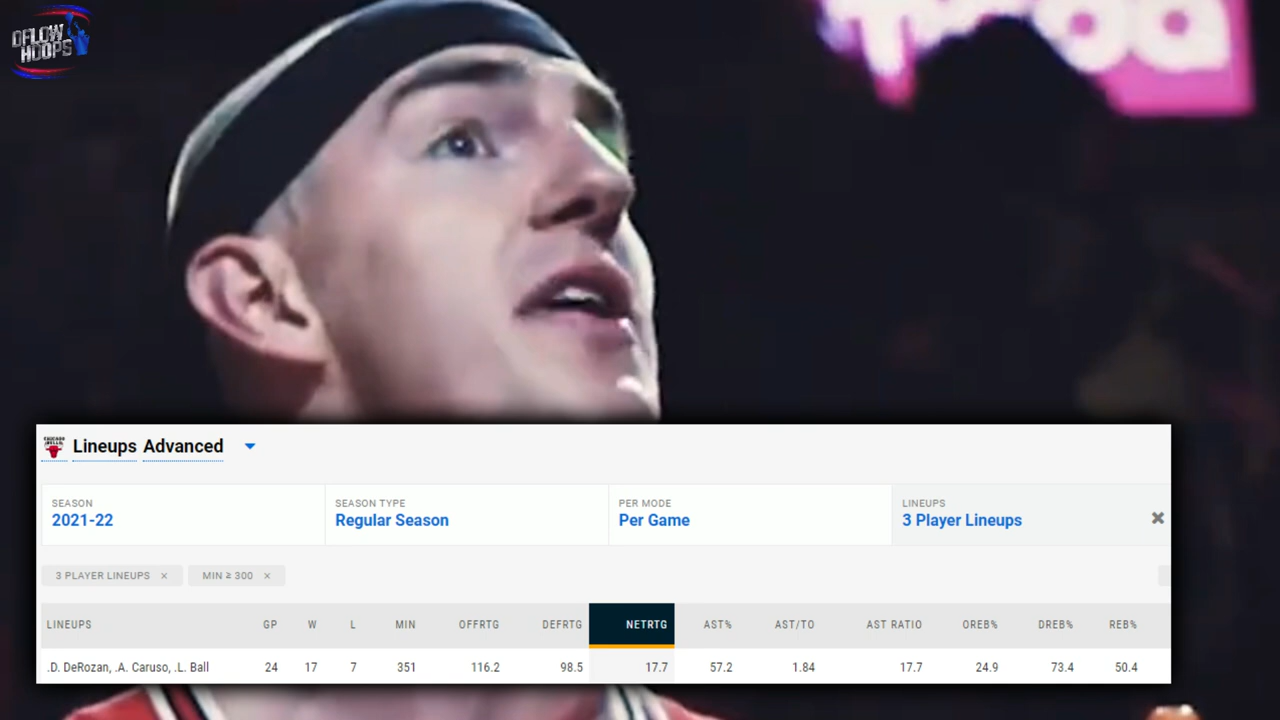 DFLOW
HOOPS
Lineups Advanced
SEASON
2021-22
SEASON TYPE
Regular Season
PER MODE
Per Game
LINEUPS
3 Player Lineups
3 PLAYER LINEUPS ×
MIN ≥ 300 ×
LINEUPS GP W L MIN OFFRTG DEFRTG NETRTG AST% AST/TO AST RATIO OREB% DREB% REB%
.D. DeRozan, .A. Caruso, .L. Ball 24 17 7 351 116.2 98.5 17.7 57.2 1.84 17.7 24.9 73.4 50.4